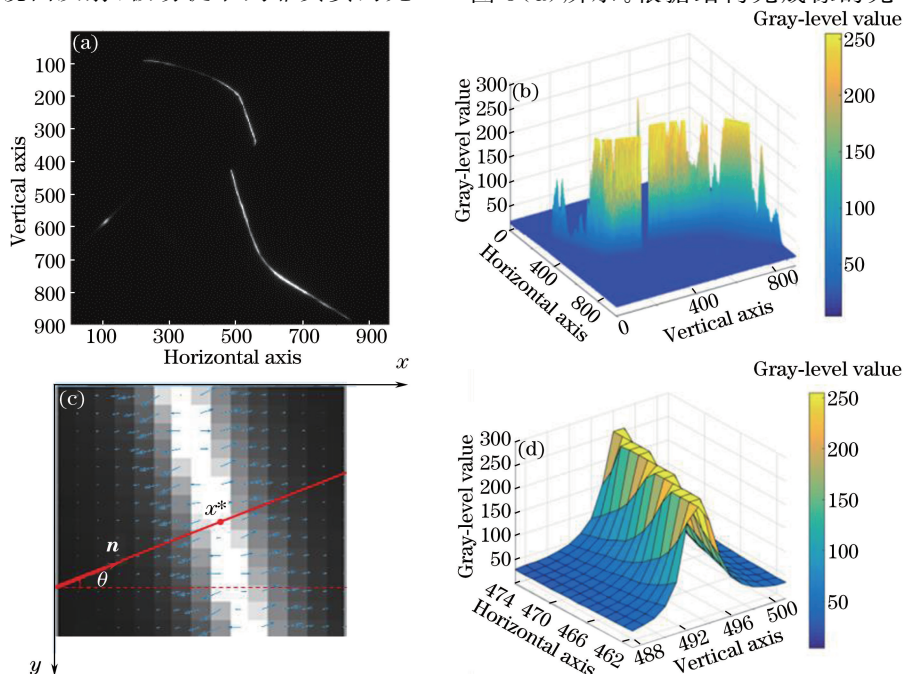 (a)
100
200
300
400
500
600
700
800
900
Vertical axis
100 300 500 700 900
Horizontal axis
Gray-level value
(b)
300
250
200
150
100
50
Gray-level value
0
400
800
Horizontal axis
0
400
800
Vertical axis
250
200
150
100
50
x
(c)
x*
n
θ
y
Gray-level value
(d)
300
250
200
150
100
50
Gray-level value
474
470
466
462
Horizontal axis
488
492
496
500
Vertical axis
250
200
150
100
50